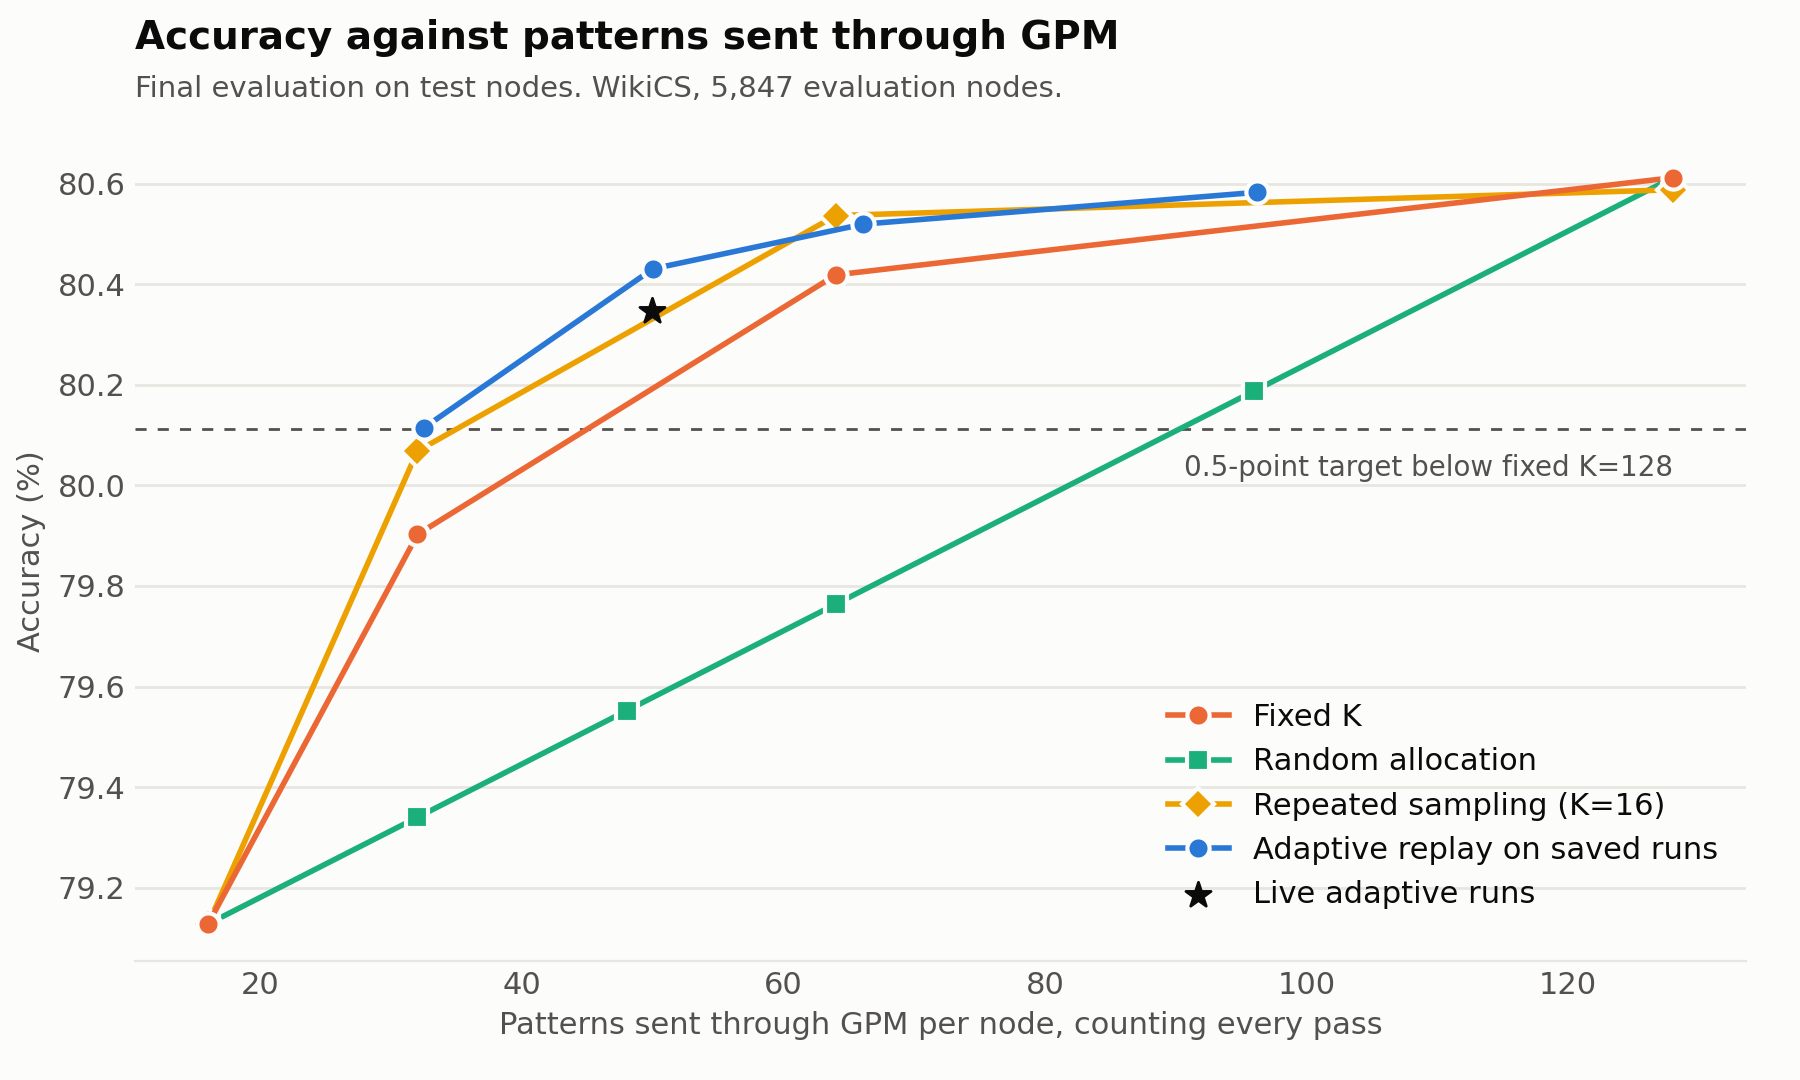 Accuracy against patterns sent through GPM
Final evaluation on test nodes. WikiCS, 5,847 evaluation nodes.
Accuracy (%)
80.6
80.4
80.2
80.0
79.8
79.6
79.4
79.2
0.5-point target below fixed K=128
Fixed K
Random allocation
Repeated sampling (K=16)
Adaptive replay on saved runs
Live adaptive runs
20 40 60 80 100 120
Patterns sent through GPM per node, counting every pass